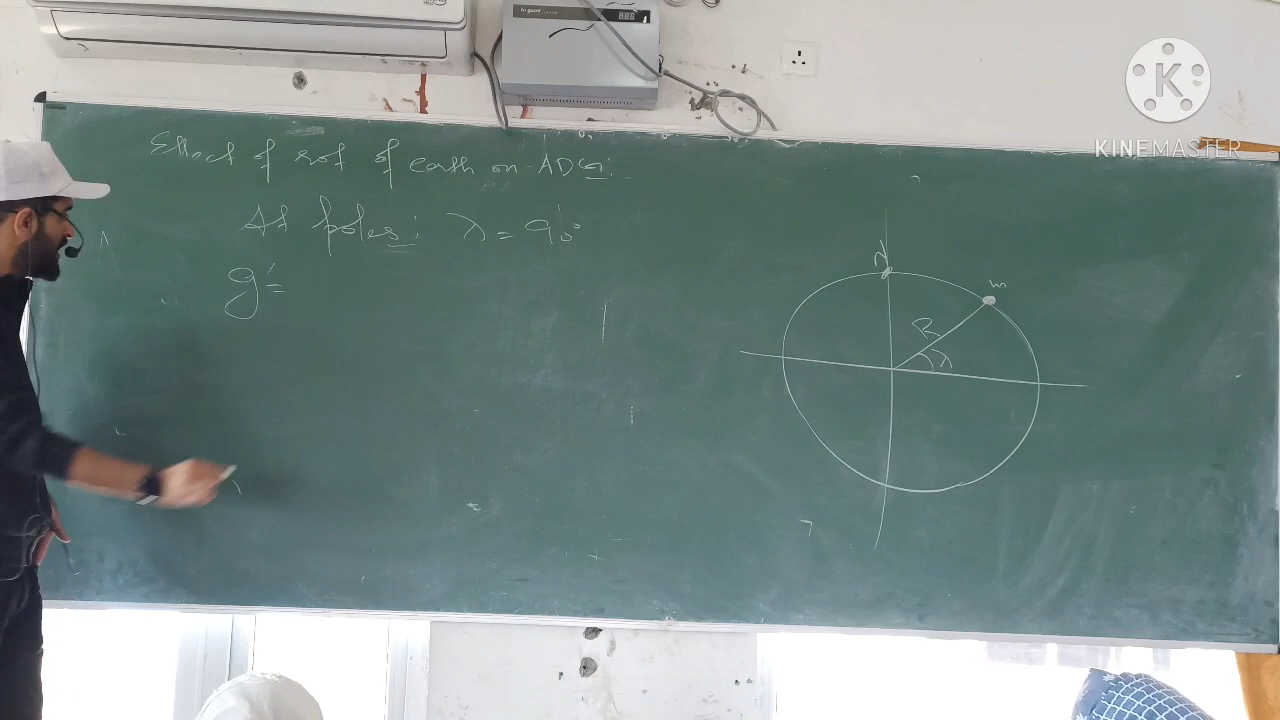 Effect of rot of earth on ADG:
At poles: λ = 90°
g' =
N
m
R
λ
KINEMASTER